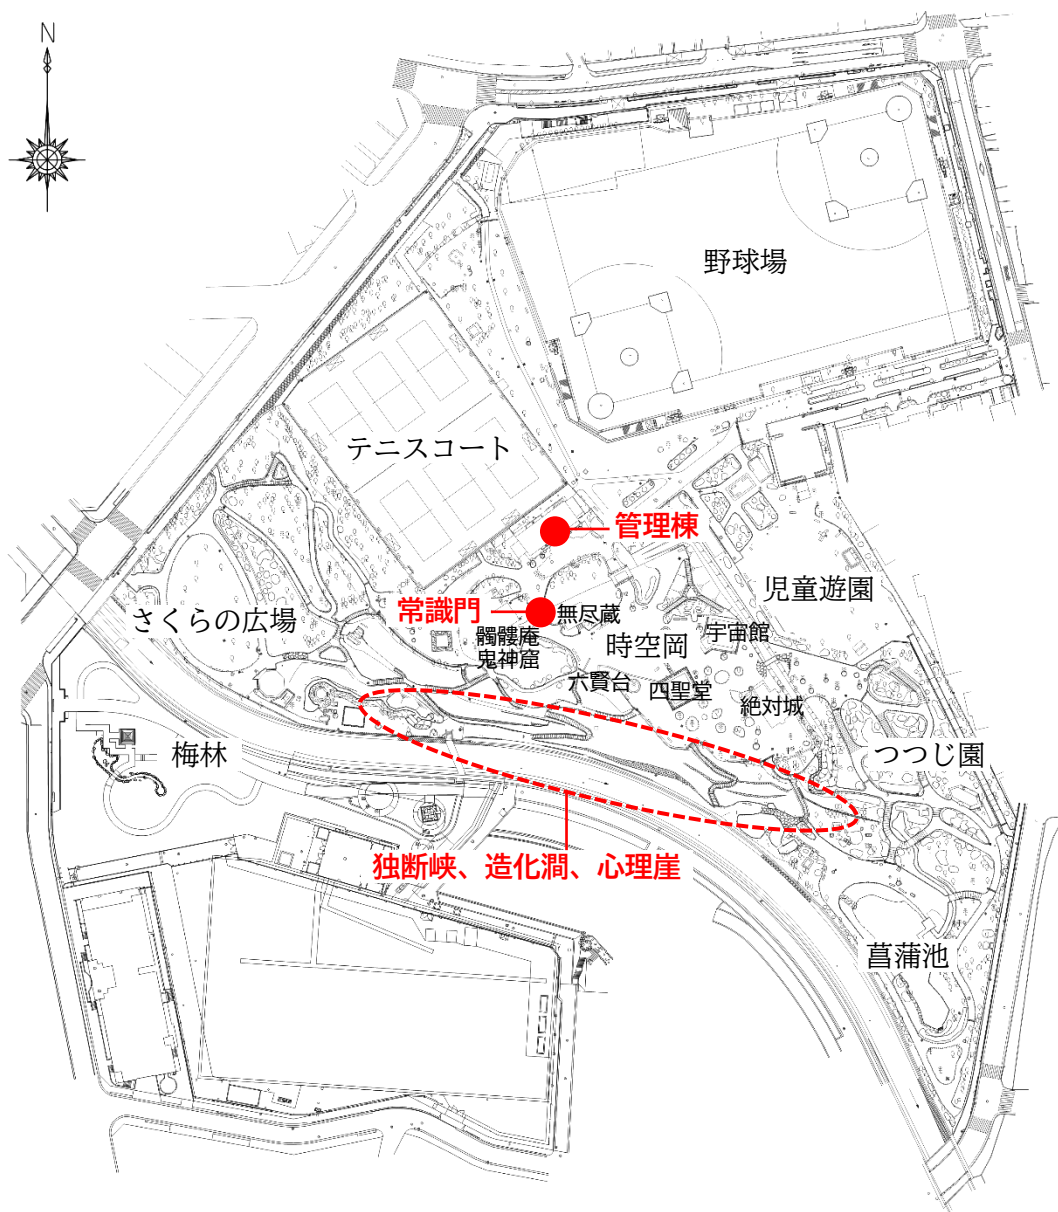 N
野球場
テニスコート
管理棟
児童遊園
常識門
無尽蔵
さくらの広場
髑髏庵
鬼神窟
時空岡
宇宙館
六賢台
四聖堂
絶対城
梅林
つつじ園
独断峡、造化澗、心理崖
菖蒲池